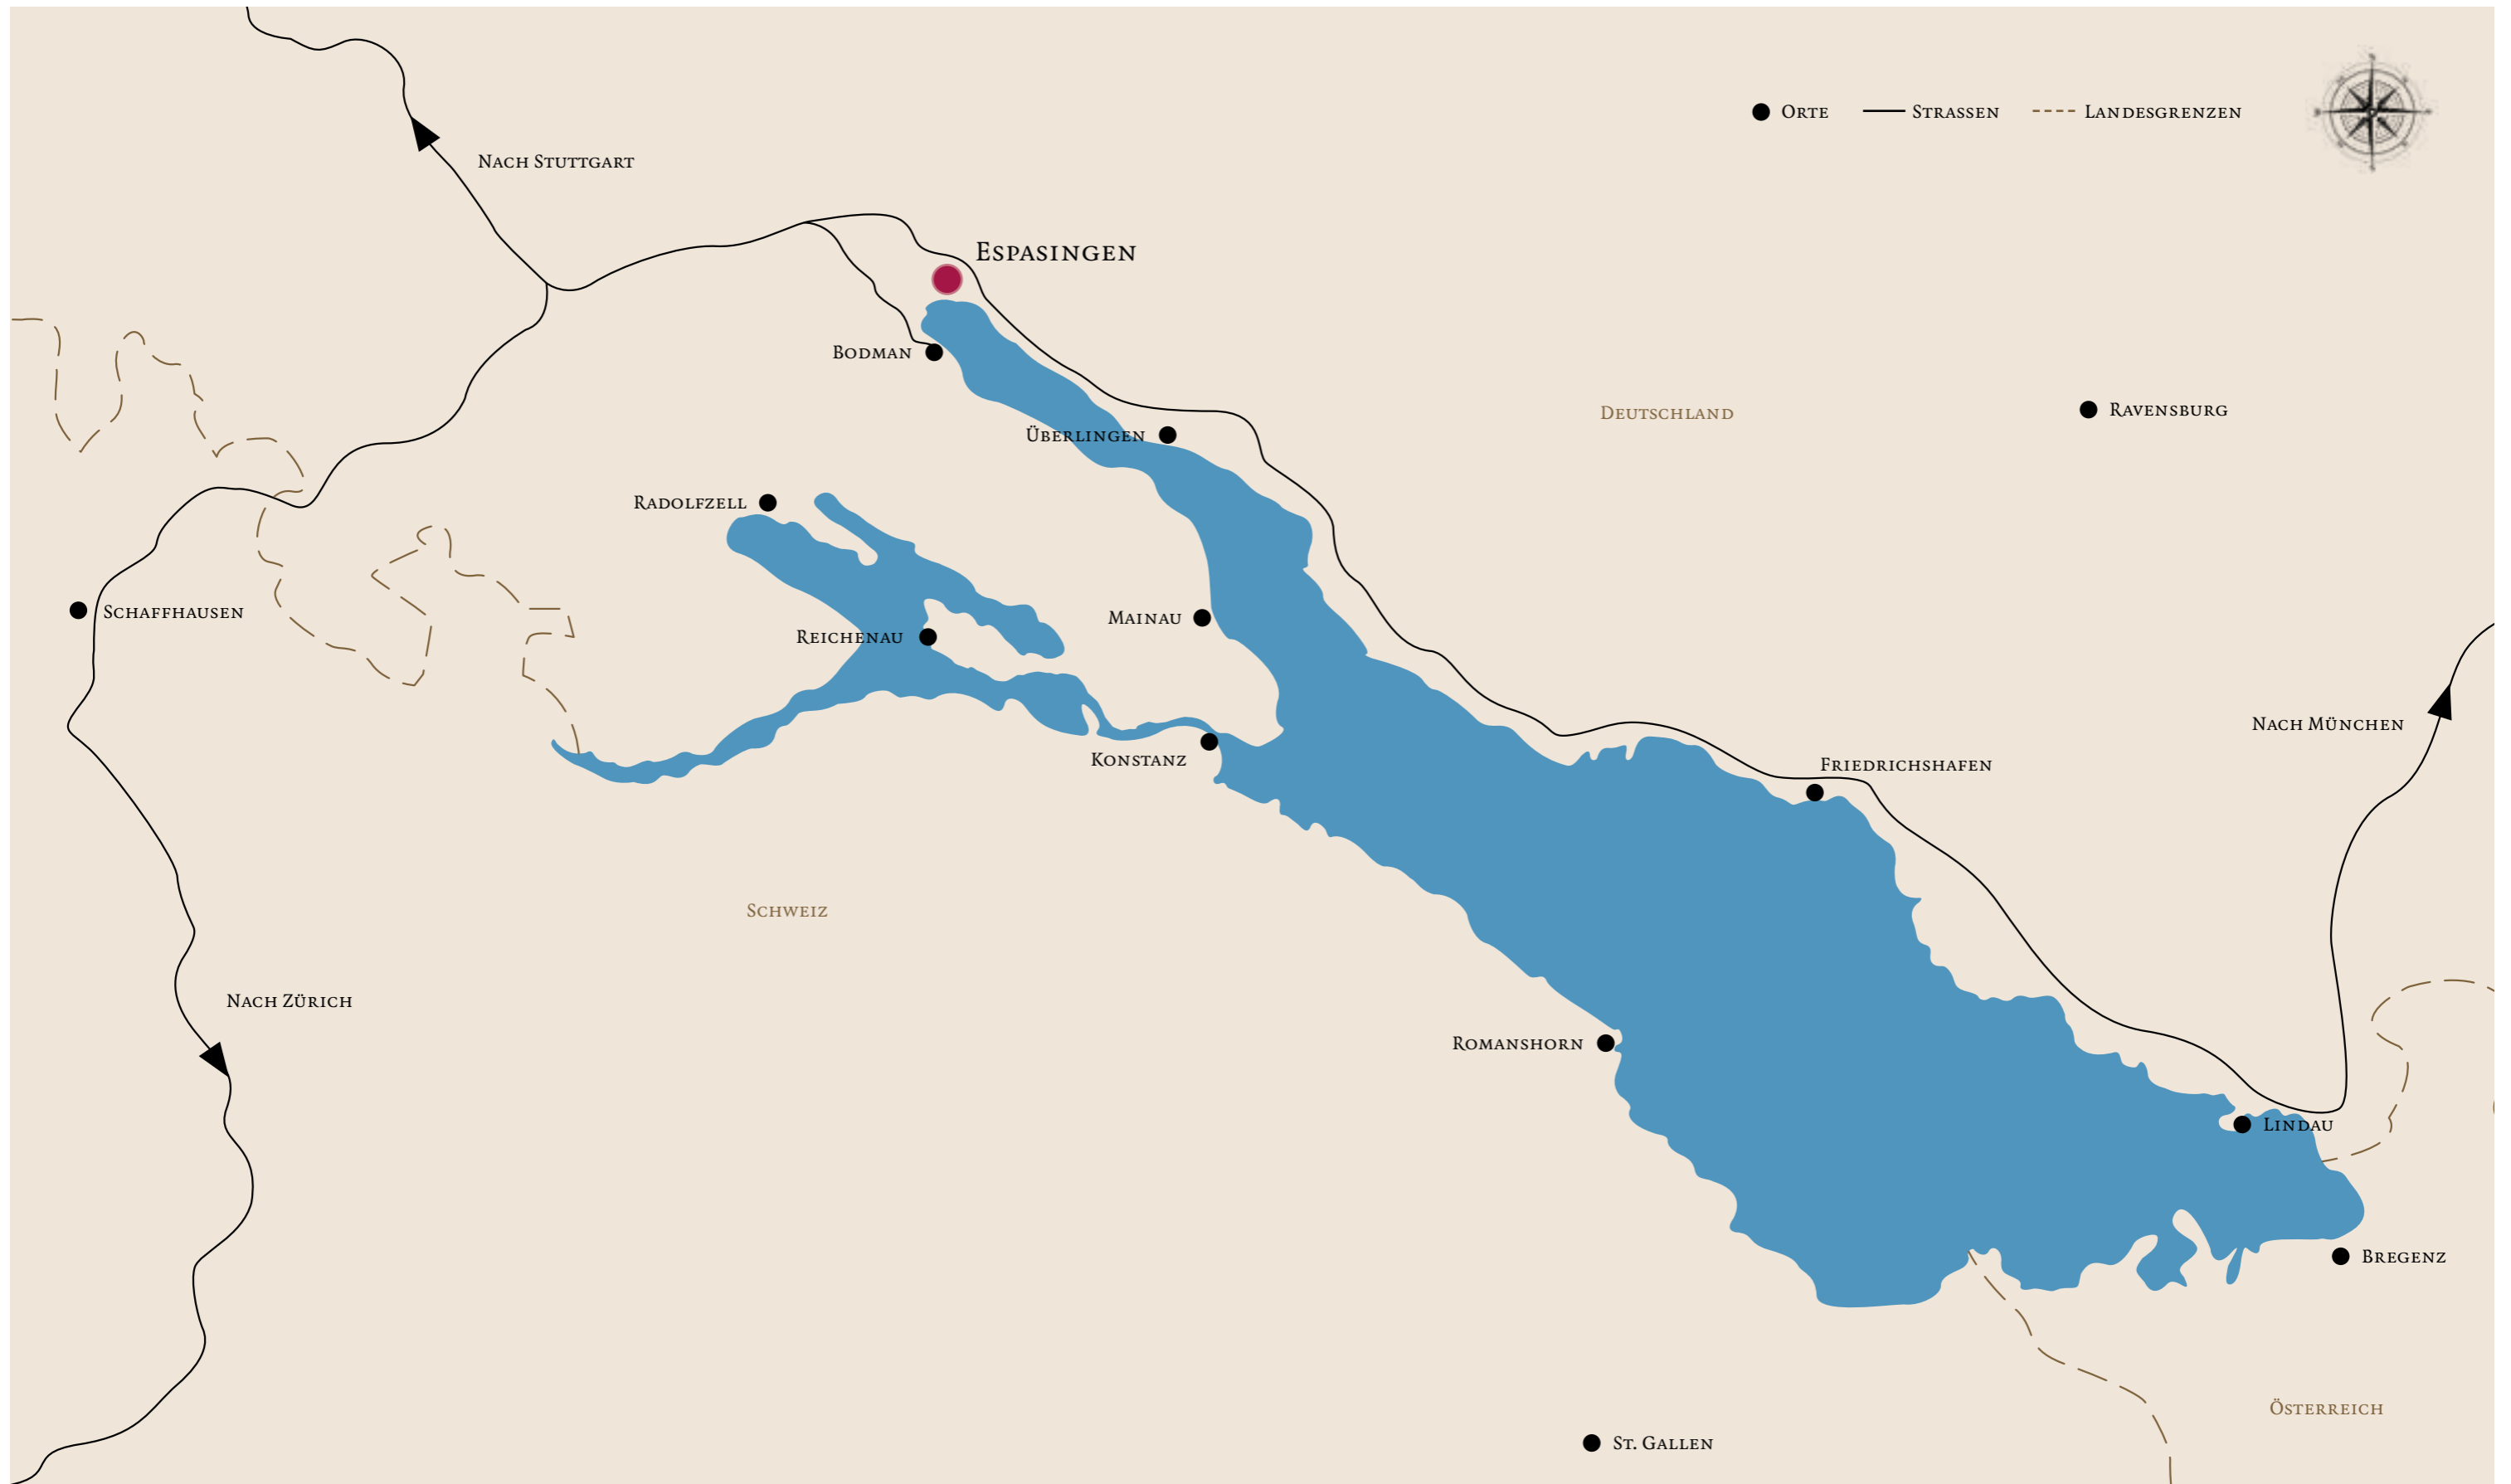 Orte
Strassen
Landesgrenzen
Nach Stuttgart
Espasingen
Bodman
Deutschland
Ravensburg
Überlingen
Radolfzell
Schaffhausen
Mainau
Reichenau
Nach München
Konstanz
Friedrichshafen
Schweiz
Nach Zürich
Romanshorn
Lindau
Bregenz
Österreich
St. Gallen